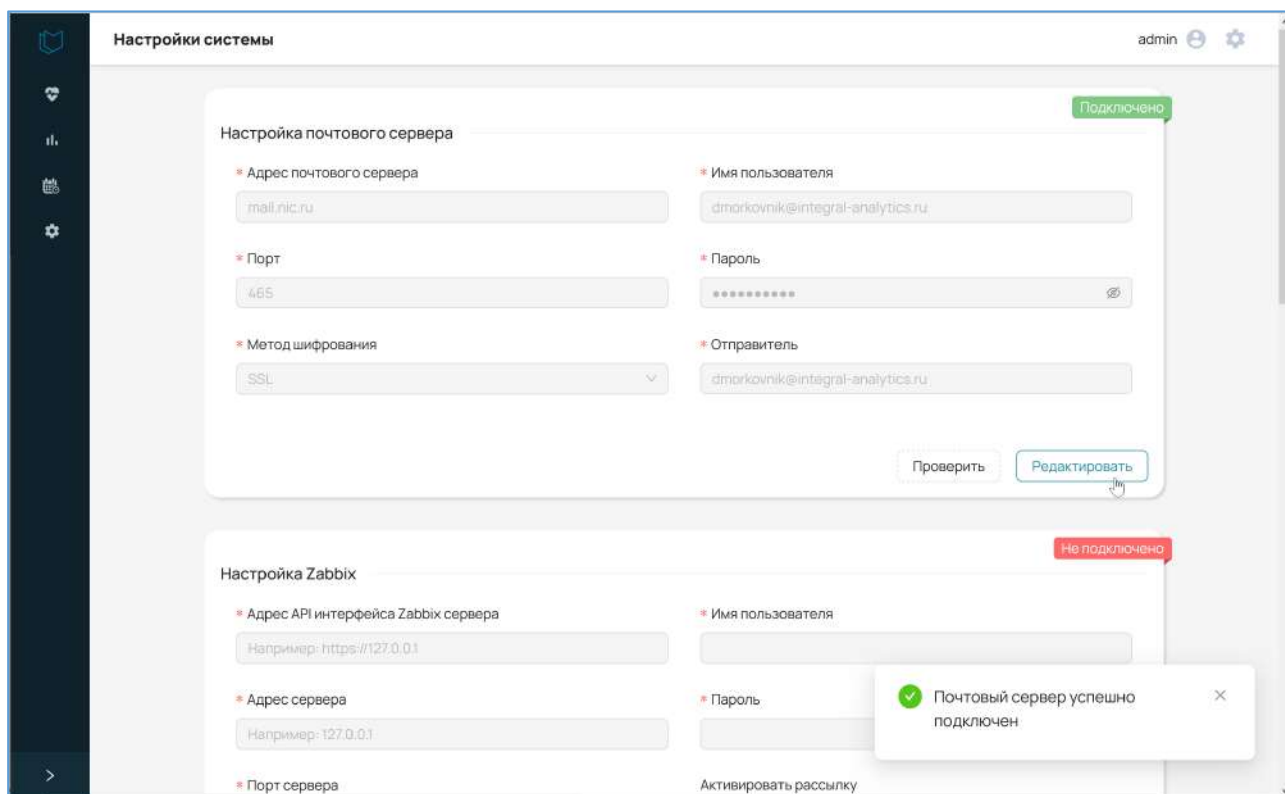 Настройки системы
admin
Подключено
Настройка почтового сервера
* Адрес почтового сервера
* Имя пользователя
mail.nic.ru
dmorkovnik@integral-analytics.ru
* Порт
* Пароль
465
••••••••••
* Метод шифрования
* Отправитель
SSL
dmorkovnik@integral-analytics.ru
Проверить
Редактировать
Не подключено
Настройка Zabbix
* Адрес API интерфейса Zabbix сервера
* Имя пользователя
Например: https://127.0.0.1
* Адрес сервера
* Пароль
Почтовый сервер успешно
подключен
Например: 127.0.0.1
* Порт сервера
Активировать рассылку